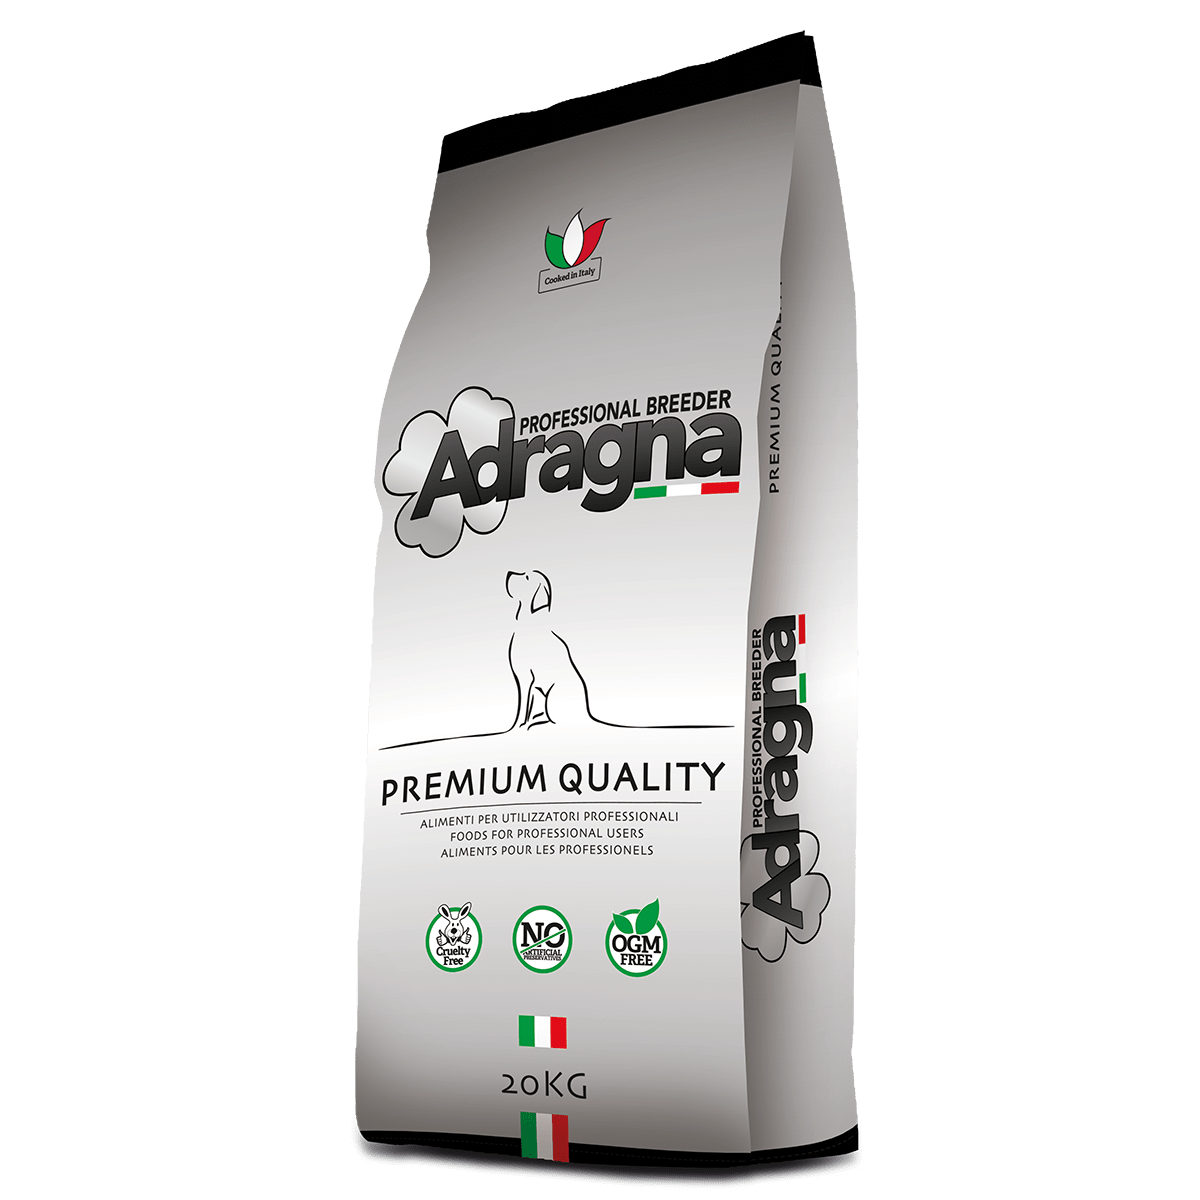 Cooked in Italy
PROFESSIONAL BREEDER
Adragna
PREMIUM QUALITY
ALIMENTI PER UTILIZZATORI PROFESSIONALI
FOODS FOR PROFESSIONAL USERS
ALIMENTS POUR LES PROFESSIONELS
Cruelty
Free
NO
ARTIFICIAL
PRESERVATIVES
OGM
FREE
20KG
PREMIUM QUALITY
PROFESSIONAL BREEDER
Adragna